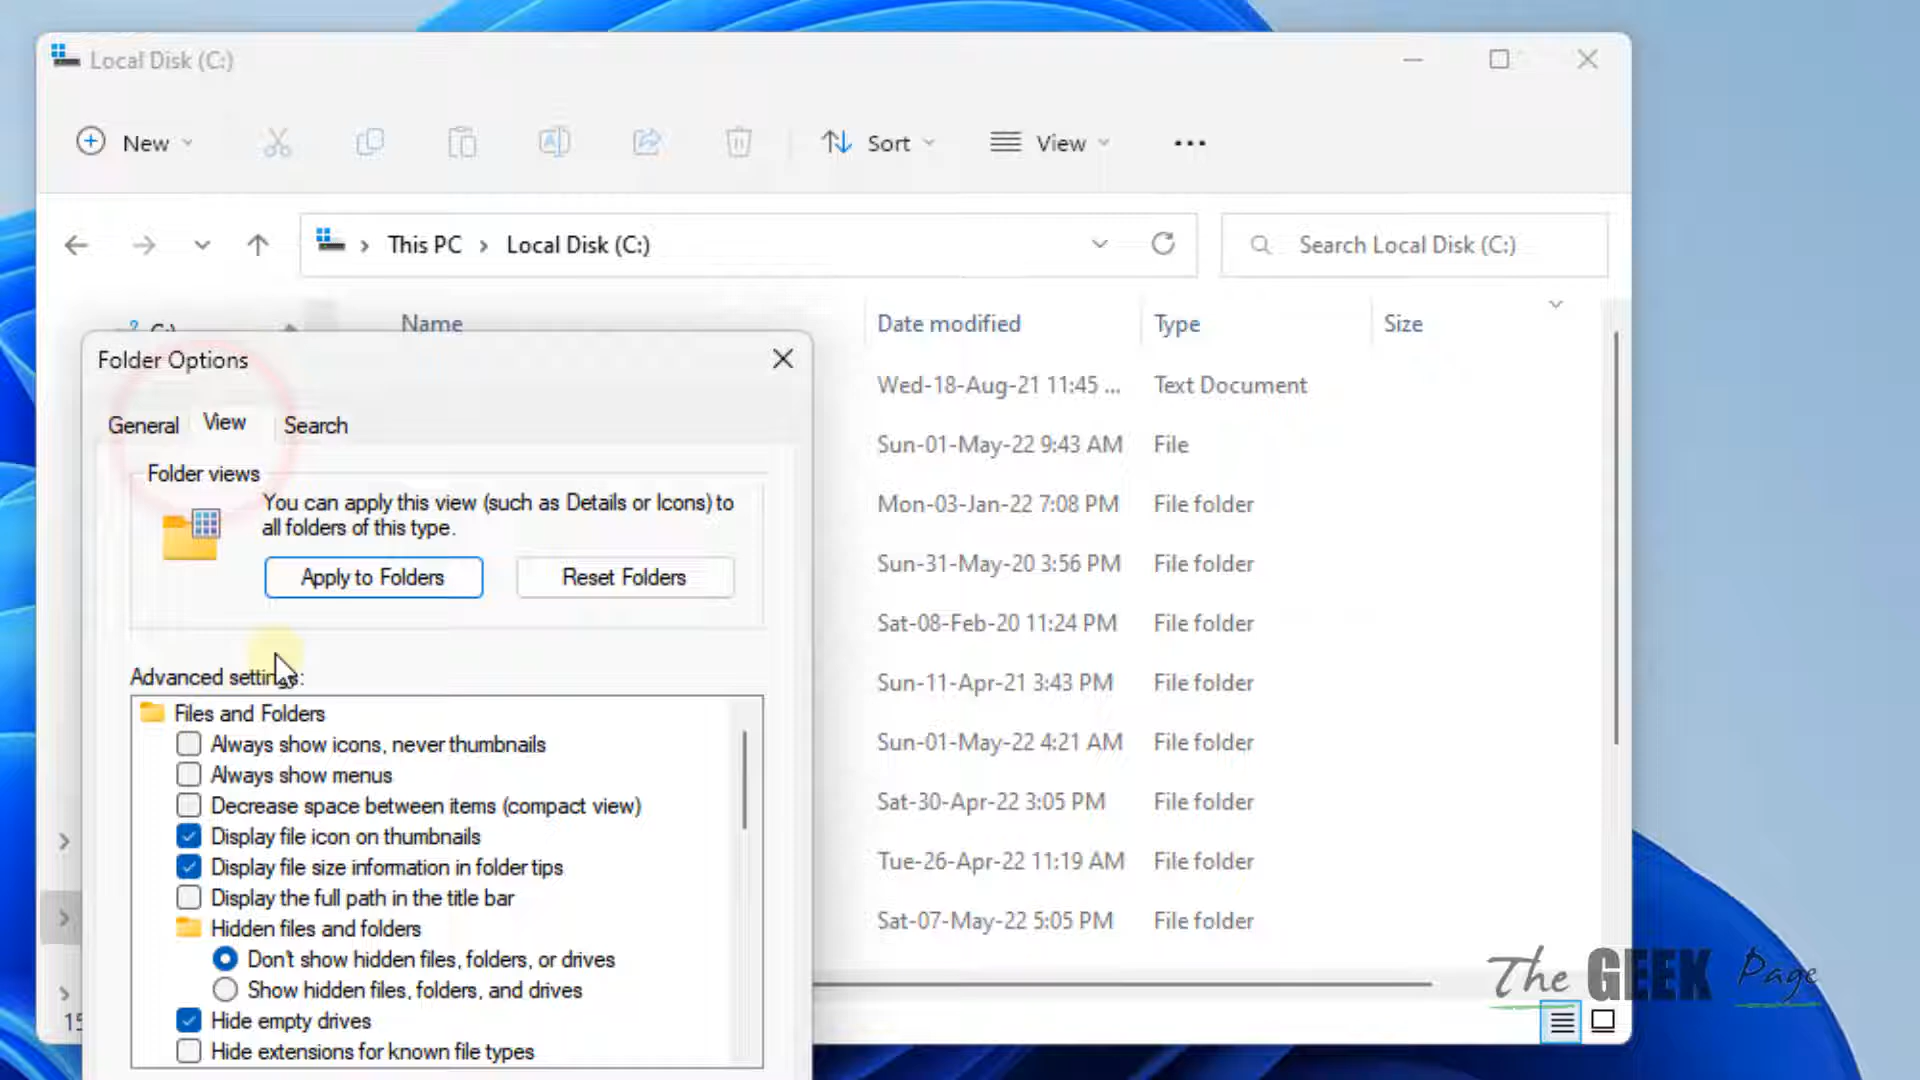 Local Disk (C:)
New
Sort
View
This PC > Local Disk (C:)
Search Local Disk (C:)
Name
Date modified
Type
Size
Folder Options
General
View
Search
Folder views
You can apply this view (such as Details or Icons) to
all folders of this type.
Apply to Folders
Reset Folders
Advanced settings:
Files and Folders
Always show icons, never thumbnails
Always show menus
Decrease space between items (compact view)
Display file icon on thumbnails
Display file size information in folder tips
Display the full path in the title bar
Hidden files and folders
Don't show hidden files, folders, or drives
Show hidden files, folders, and drives
Hide empty drives
Hide extensions for known file types
Wed-18-Aug-21 11:45 ... Text Document
Sun-01-May-22 9:43 AM File
Mon-03-Jan-22 7:08 PM File folder
Sun-31-May-20 3:56 PM File folder
Sat-08-Feb-20 11:24 PM File folder
Sun-11-Apr-21 3:43 PM File folder
Sun-01-May-22 4:21 AM File folder
Sat-30-Apr-22 3:05 PM File folder
Tue-26-Apr-22 11:19 AM File folder
Sat-07-May-22 5:05 PM File folder
The GEEK Page